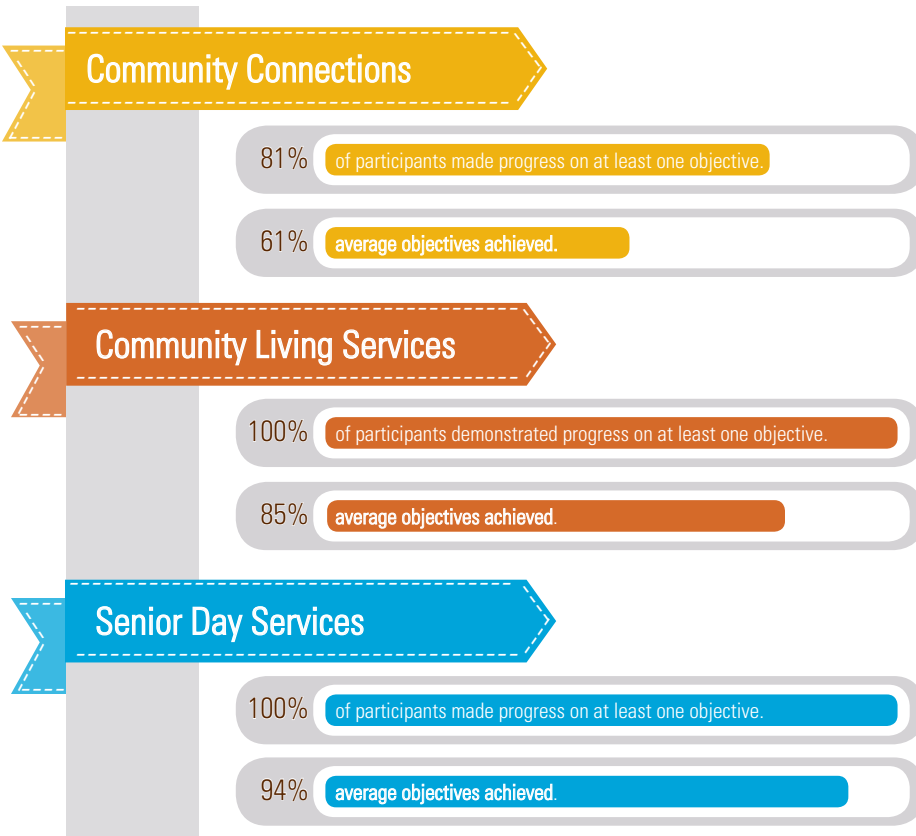 Community Connections
81% of participants made progress on at least one objective.
61% average objectives achieved.
Community Living Services
100% of participants demonstrated progress on at least one objective.
85% average objectives achieved.
Senior Day Services
100% of participants made progress on at least one objective.
94% average objectives achieved.